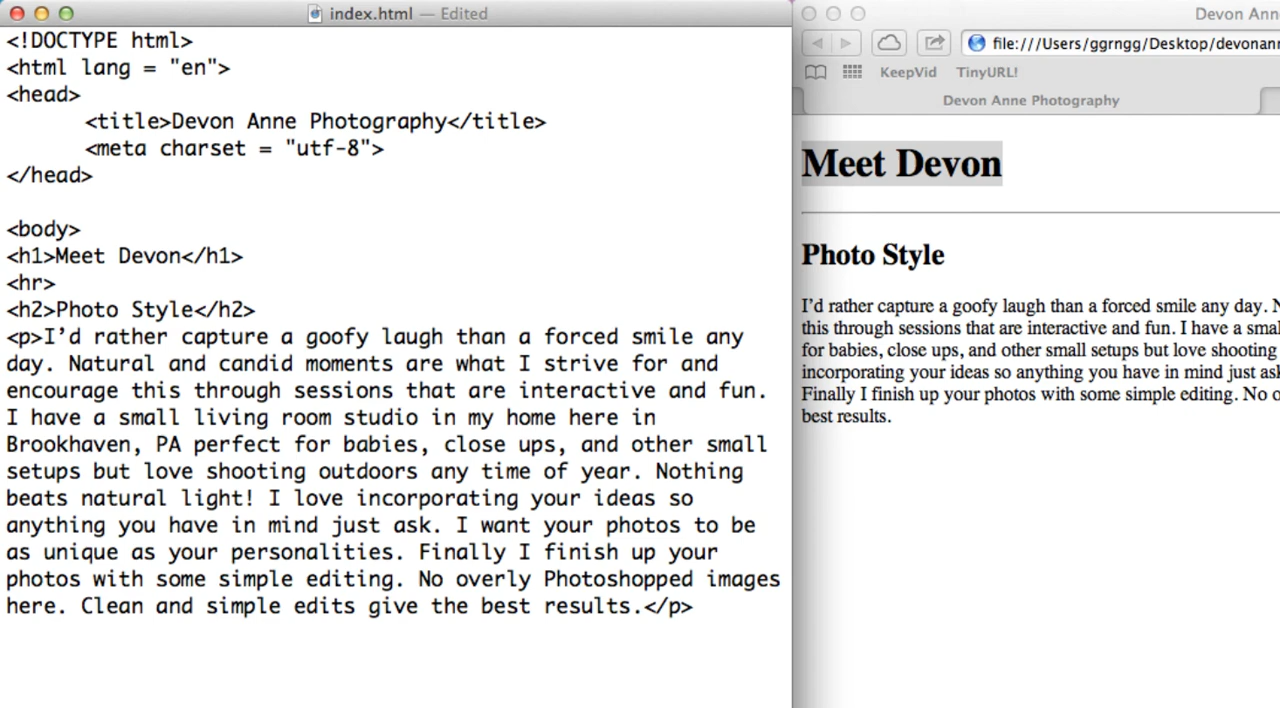 index.html — Edited
<!DOCTYPE html>
<html lang = "en">
<head>
<title>Devon Anne Photography</title>
<meta charset = "utf-8">
</head>
<body>
<h1>Meet Devon</h1>
<hr>
<h2>Photo Style</h2>
<p>I’d rather capture a goofy laugh than a forced smile any
day. Natural and candid moments are what I strive for and
encourage this through sessions that are interactive and fun.
I have a small living room studio in my home here in
Brookhaven, PA perfect for babies, close ups, and other small
setups but love shooting outdoors any time of year. Nothing
beats natural light! I love incorporating your ideas so
anything you have in mind just ask. I want your photos to be
as unique as your personalities. Finally I finish up your
photos with some simple editing. No overly Photoshopped images
here. Clean and simple edits give the best results.</p>
Devon Ann
file:///Users/ggrngg/Desktop/devonann
KeepVid TinyURL!
Devon Anne Photography
Meet Devon
Photo Style
I’d rather capture a goofy laugh than a forced smile any day. N
this through sessions that are interactive and fun. I have a smal
for babies, close ups, and other small setups but love shooting
incorporating your ideas so anything you have in mind just ask
Finally I finish up your photos with some simple editing. No o
best results.